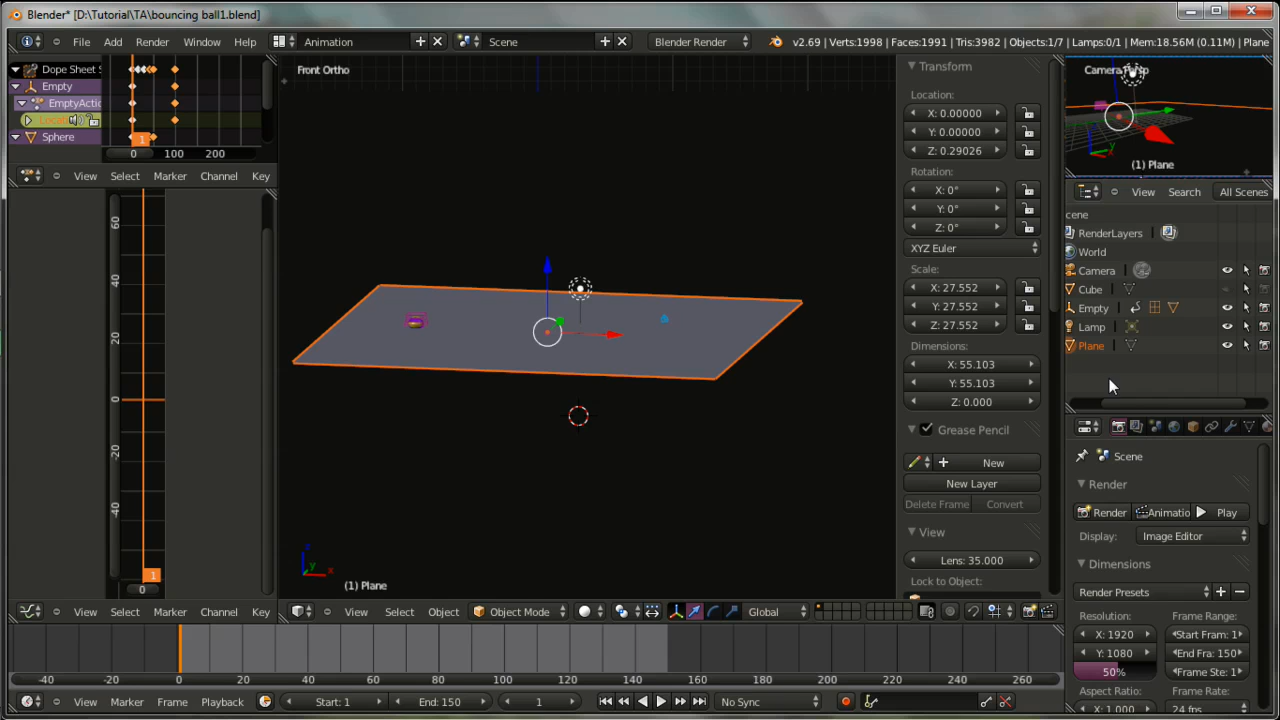 Blender* [D:\Tutorial\TA\bouncing ball1.blend]
File Add Render Window Help Animation Scene Blender Render v2.69 | Verts:1998 | Faces:1991 | Tris:3982 | Objects:1/7 | Lamps:0/1 | Mem:18.56M (0.11M) | Plane
Dope Sheet S
Empty
EmptyActic
Sphere
1
0 100 200
View Select Marker Channel Key
60
40
20
0
-20
-40
1
0
View Select Marker Channel Key
Front Ortho
(1) Plane
View Select Object Object Mode Global
Transform
Location:
X: 0.00000
Y: 0.00000
Z: 0.29026
Rotation:
X: 0°
Y: 0°
Z: 0°
XYZ Euler
Scale:
X: 27.552
Y: 27.552
Z: 27.552
Dimensions:
X: 55.103
Y: 55.103
Z: 0.000
Grease Pencil
New
New Layer
Delete Frame Convert
View
Lens: 35.000
Lock to Object:
(1) Plane
View Search All Scenes
cene
RenderLayers
World
Camera
Cube
Empty
Lamp
Plane
Scene
Render
Render Animatio Play
Display: Image Editor
Dimensions
Render Presets
Resolution: Frame Range:
X: 1920 Start Fram: 1
Y: 1080 End Fra: 150
50% Frame Ste: 1
Aspect Ratio: Frame Rate:
X: 1.000 24 fps
-40 -20 0 20 40 60 80 100 120 140 160 180 200 220 240 260
View Marker Frame Playback Start: 1 End: 150 1 No Sync